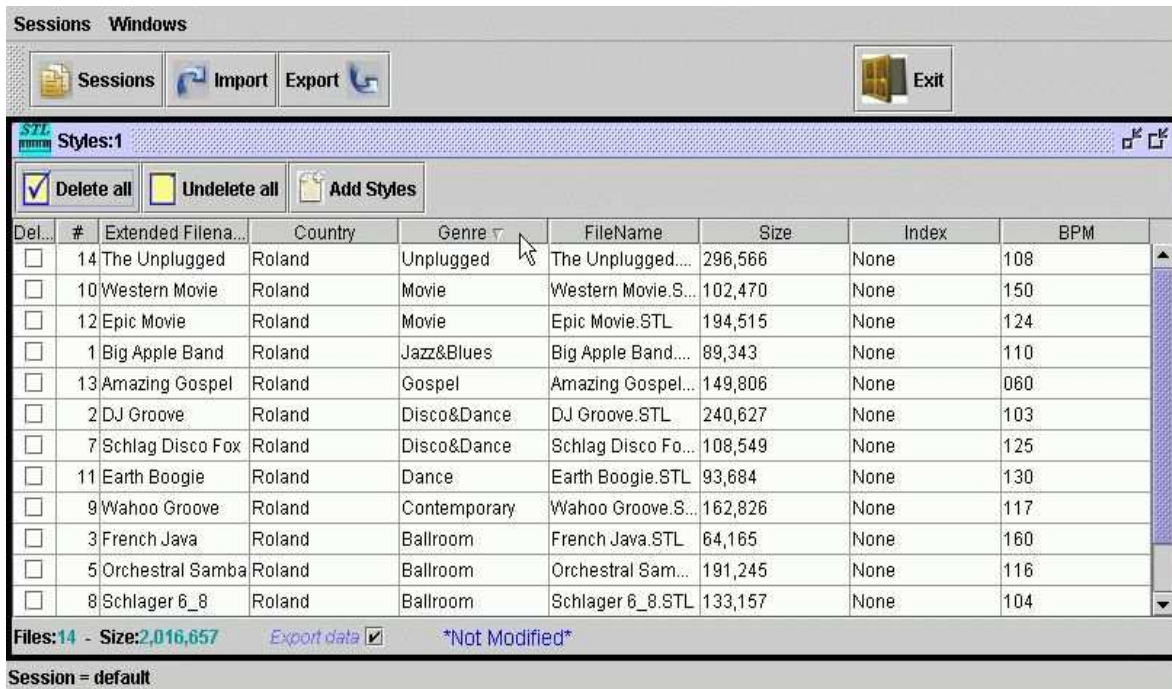 Sessions Windows
Sessions Import Export Exit
STL Styles:1
Delete all Undelete all Add Styles
Del... # Extended Filena... Country Genre FileName Size Index BPM
14 The Unplugged Roland Unplugged The Unplugged.... 296,566 None 108
10 Western Movie Roland Movie Western Movie.S... 102,470 None 150
12 Epic Movie Roland Movie Epic Movie.STL 194,515 None 124
1 Big Apple Band Roland Jazz&Blues Big Apple Band.... 89,343 None 110
13 Amazing Gospel Roland Gospel Amazing Gospel... 149,806 None 060
2 DJ Groove Roland Disco&Dance DJ Groove.STL 240,627 None 103
7 Schlag Disco Fox Roland Disco&Dance Schlag Disco Fo... 108,549 None 125
11 Earth Boogie Roland Dance Earth Boogie.STL 93,684 None 130
9 Wahoo Groove Roland Contemporary Wahoo Groove.S... 162,826 None 117
3 French Java Roland Ballroom French Java.STL 64,165 None 160
5 Orchestral Samba Roland Ballroom Orchestral Sam... 191,245 None 116
8 Schlager 6_8 Roland Ballroom Schlager 6_8.STL 133,157 None 104
Files:14 - Size:2,016,657 Export data *Not Modified*
Session = default